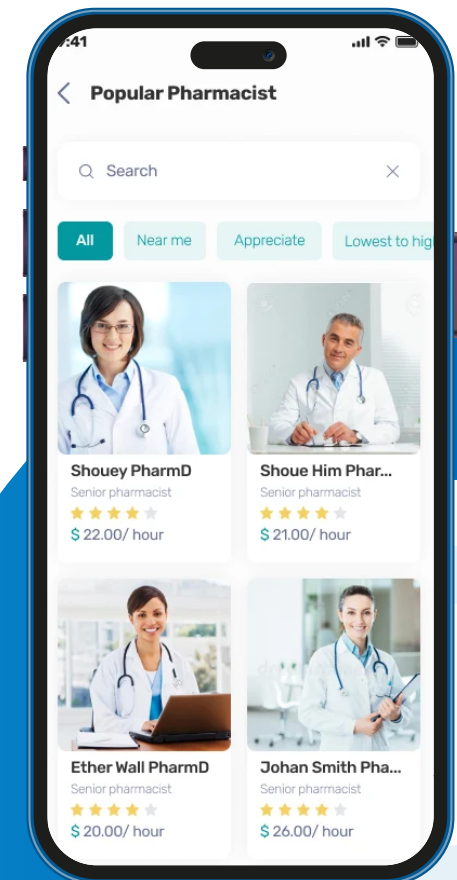 :41
Popular Pharmacist
Search
All Near me Appreciate Lowest to hig
Shouey PharmD Shoue Him Phar...
Senior pharmacist Senior pharmacist
$ 22.00/ hour $ 21.00/ hour
Ether Wall PharmD Johan Smith Pha...
Senior pharmacist Senior pharmacist
$ 20.00/ hour $ 26.00/ hour